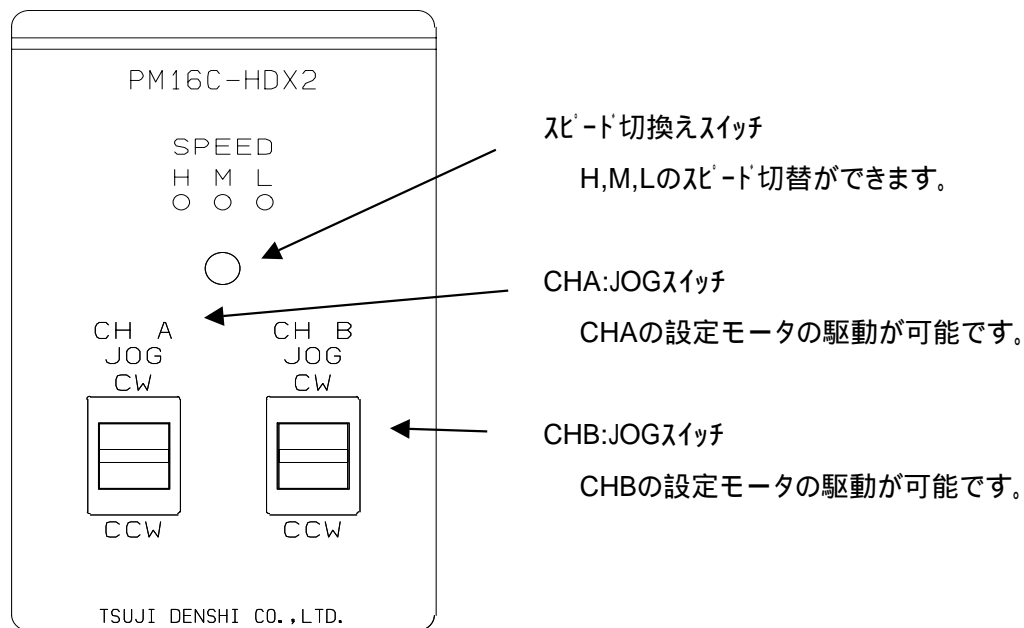 PM16C-HDX2
SPEED
H M L
CH A
JOG
CW
CCW
CH B
JOG
CW
CCW
TSUJI DENSHI CO.,LTD.
ｽﾋﾟｰﾄﾞ切換えｽｲｯﾁ
H,M,Lのｽﾋﾟｰﾄﾞ切替ができます。
CHA:JOGｽｲｯﾁ
CHAの設定モータの駆動が可能です。
CHB:JOGｽｲｯﾁ
CHBの設定モータの駆動が可能です。